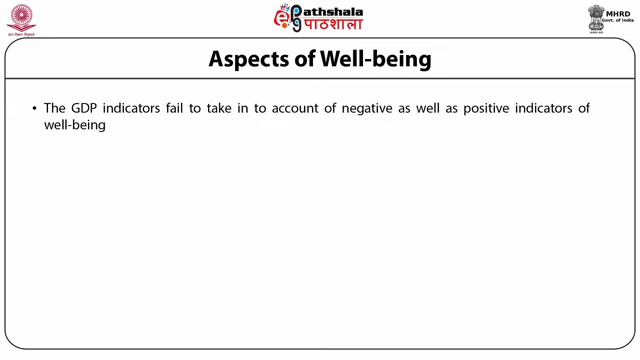 ePathshala
पाठशाला
MHRD
Govt. of India
Aspects of Well-being
• The GDP indicators fail to take in to account of negative as well as positive indicators of
well-being